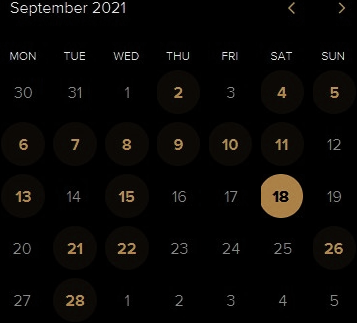 September 2021
MON TUE WED THU FRI SAT SUN
30 31 1 2 3 4 5
6 7 8 9 10 11 12
13 14 15 16 17 18 19
20 21 22 23 24 25 26
27 28 1 2 3 4 5